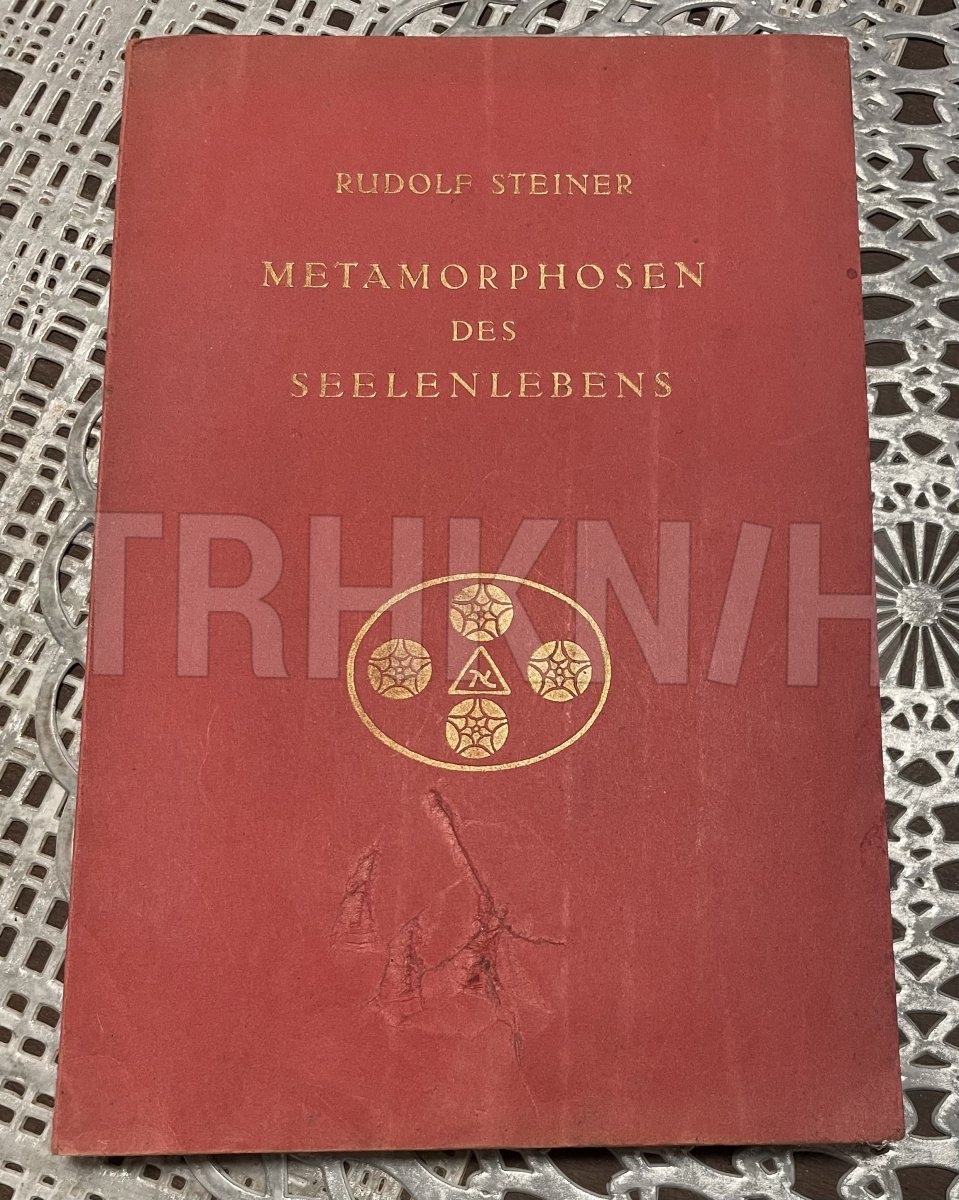 RUDOLF STEINER
METAMORPHOSEN
DES
SEELENLEBENS
TRHKN/H